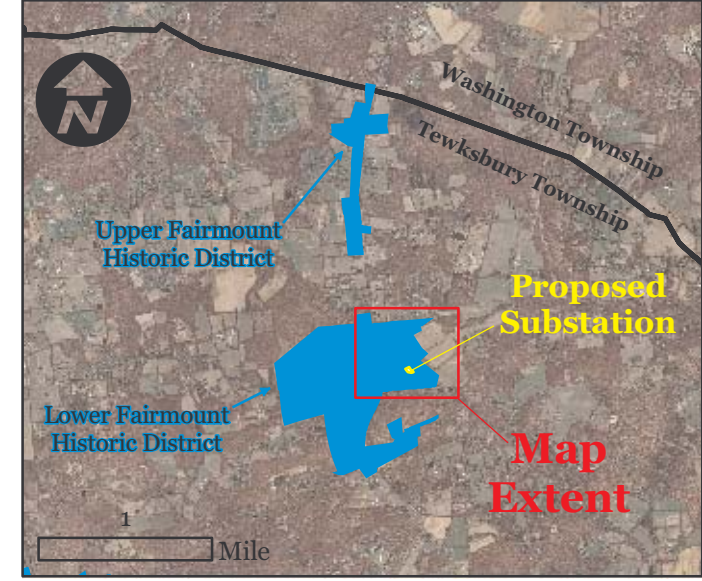 N
Washington Township
Tewksbury Township
Upper Fairmount
Historic District
Proposed
Substation
Lower Fairmount
Historic District
Map
Extent
1
Mile